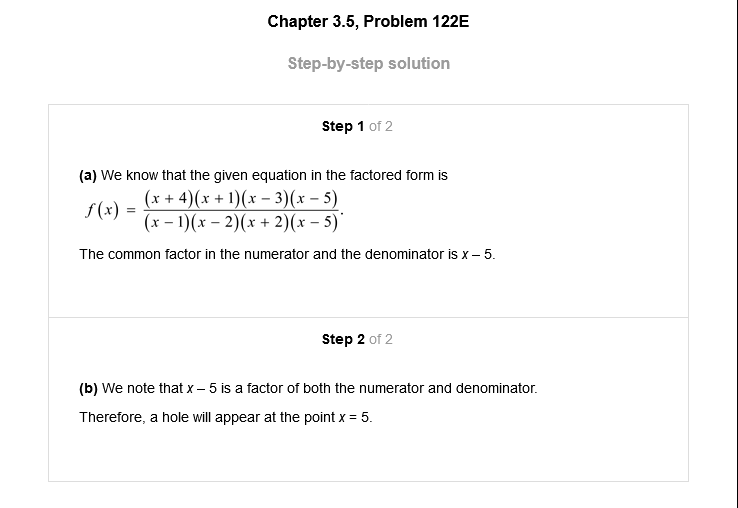 Chapter 3.5, Problem 122E
Step-by-step solution
Step 1 of 2
(a) We know that the given equation in the factored form is
f(x) = (x + 4)(x + 1)(x − 3)(x − 5) / (x − 1)(x − 2)(x + 2)(x − 5).
The common factor in the numerator and the denominator is x – 5.
Step 2 of 2
(b) We note that x – 5 is a factor of both the numerator and denominator.
Therefore, a hole will appear at the point x = 5.